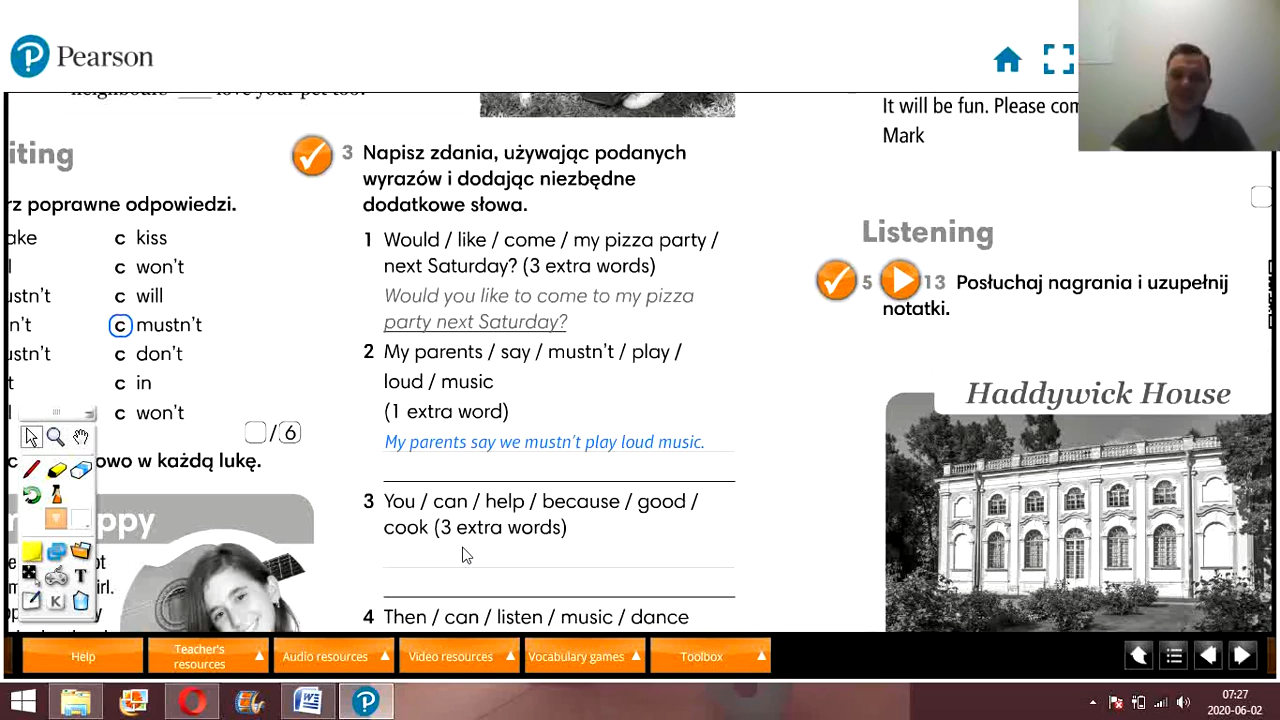 Pearson
love your pet too.
It will be fun. Please com
Mark
iting
3 Napisz zdania, używając podanych
wyrazów i dodając niezbędne
dodatkowe słowa.
rz poprawne odpowiedzi.
ake c kiss
l c won't
ustn't c will
n't c mustn't
ustn't c don't
t c in
l c won't
/ 6
c owo w każdą lukę.
ppy
1 Would / like / come / my pizza party /
next Saturday? (3 extra words)
Would you like to come to my pizza
party next Saturday?
2 My parents / say / mustn't / play /
loud / music
(1 extra word)
My parents say we mustn't play loud music.
3 You / can / help / because / good /
cook (3 extra words)
4 Then / can / listen / music / dance
Listening
5 13 Posłuchaj nagrania i uzupełnij
notatki.
Haddywick House
Help
Teacher's
resources
Audio resources
Video resources
Vocabulary games
Toolbox
07:27
2020-06-02